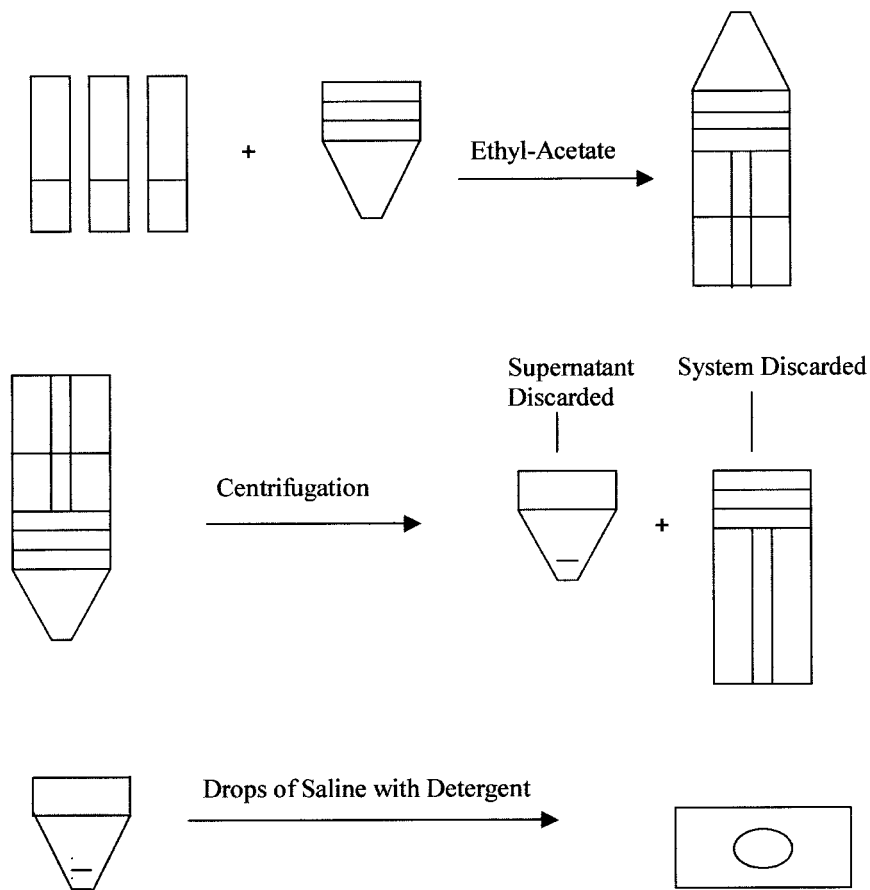 +
Ethyl-Acetate
Supernatant
Discarded
System Discarded
Centrifugation
+
Drops of Saline with Detergent